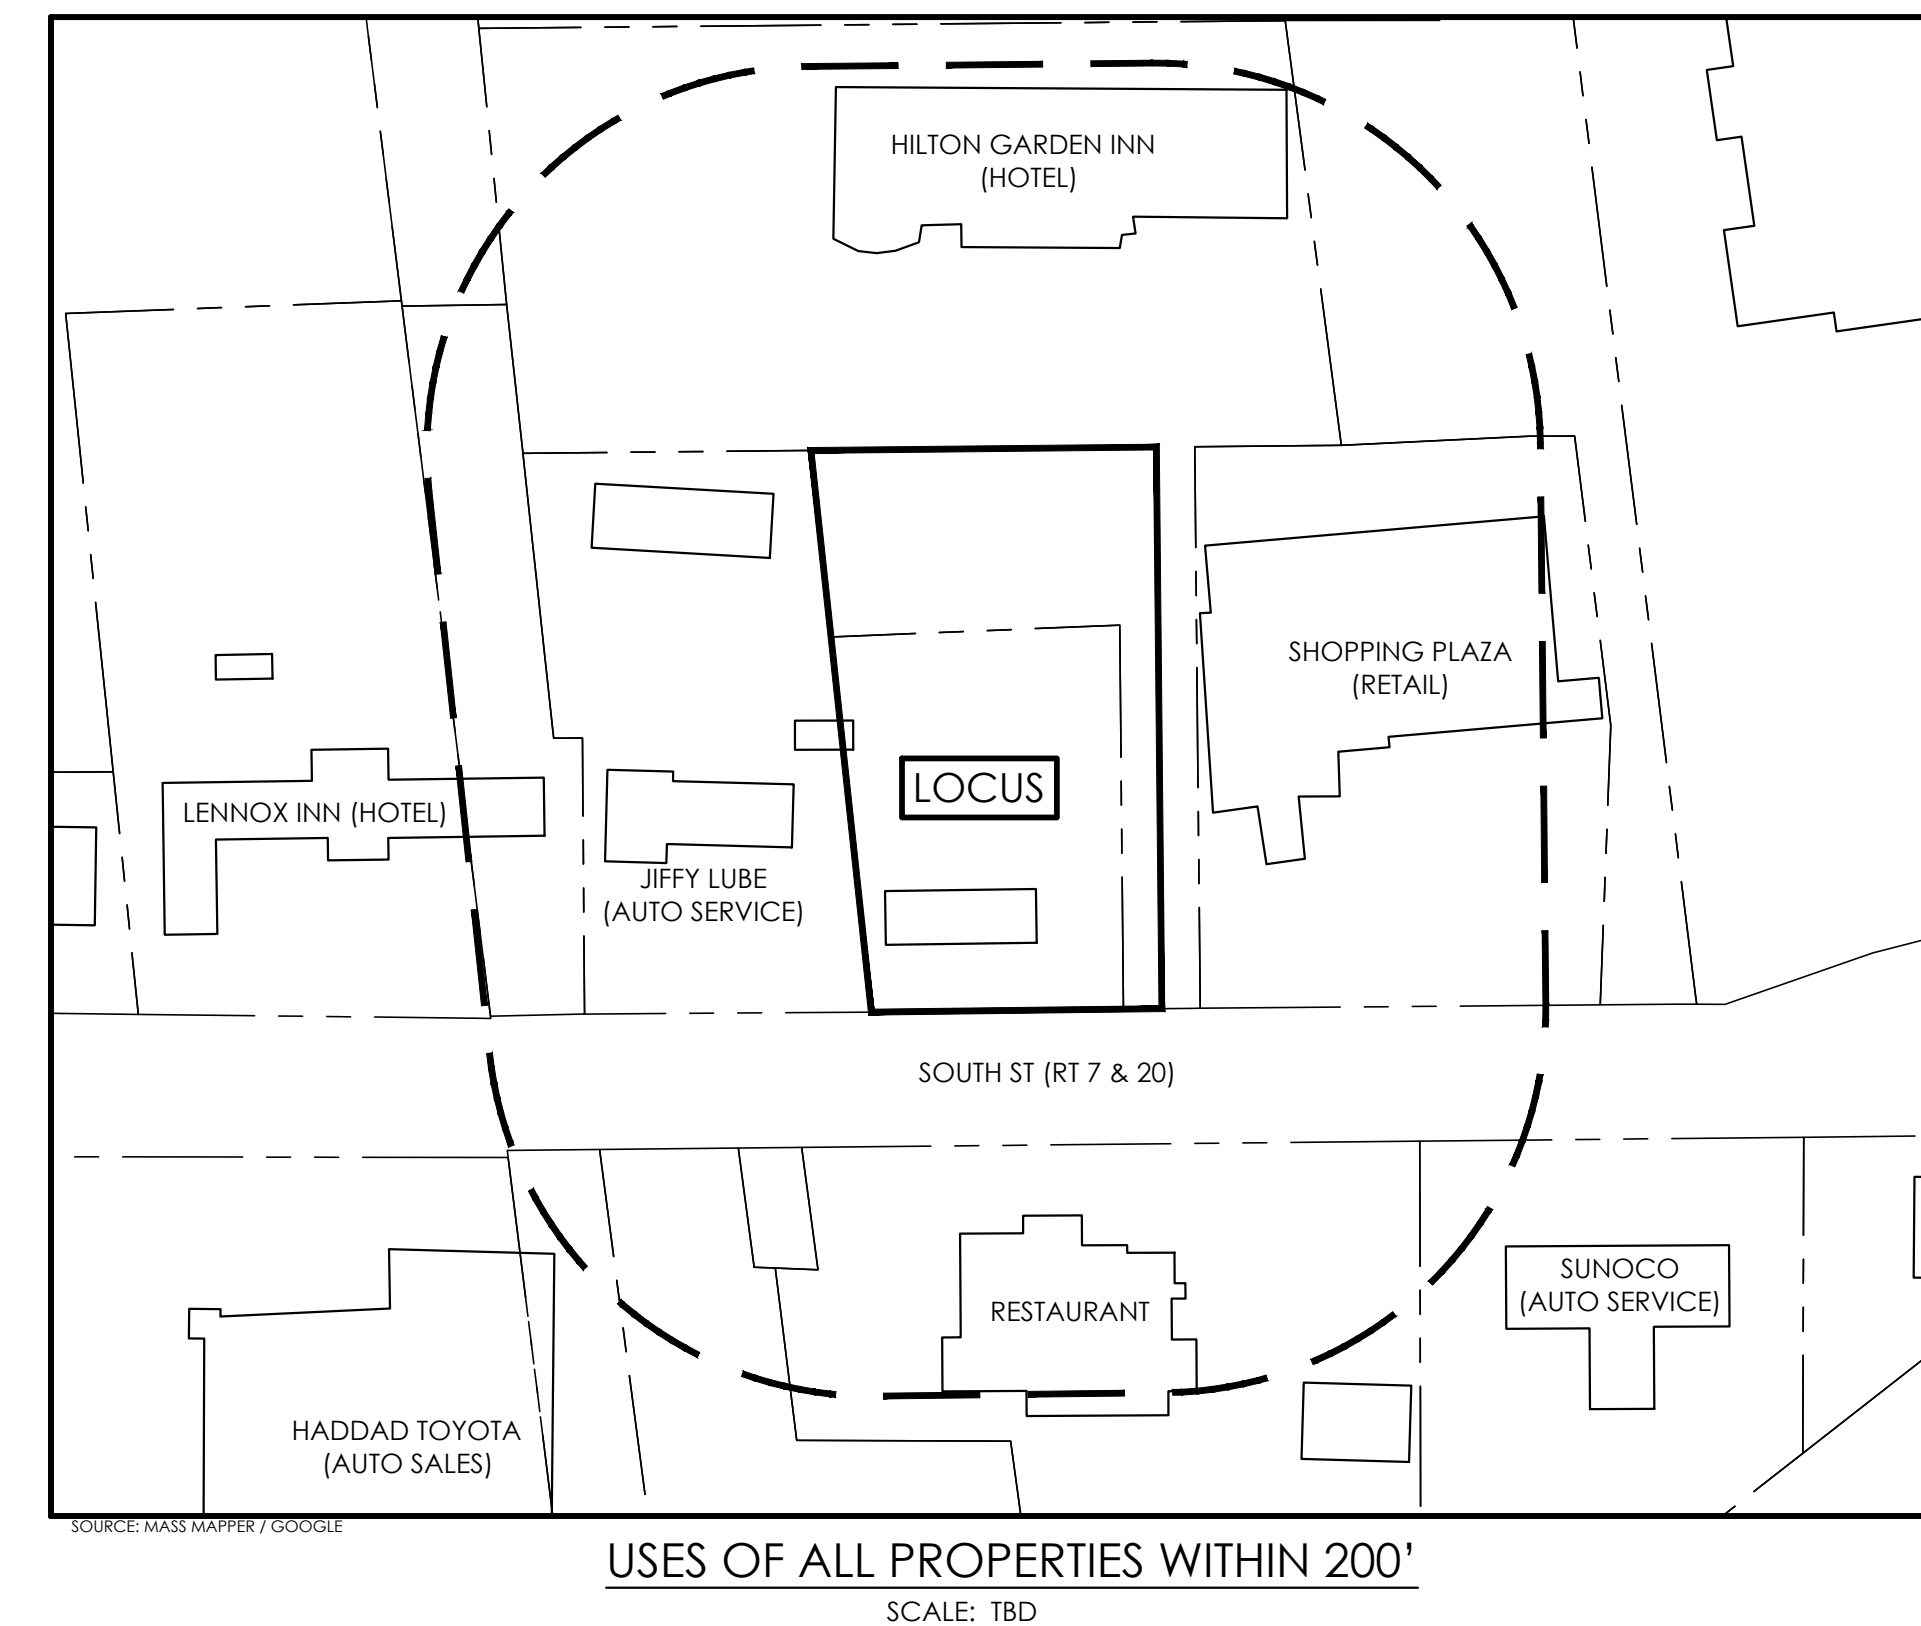 HILTON GARDEN INN
(HOTEL)
SHOPPING PLAZA
(RETAIL)
LOCUS
LENNOX INN (HOTEL)
JIFFY LUBE
(AUTO SERVICE)
SOUTH ST (RT 7 & 20)
SUNOCO
(AUTO SERVICE)
RESTAURANT
HADDAD TOYOTA
(AUTO SALES)
SOURCE: MASS MAPPER / GOOGLE
USES OF ALL PROPERTIES WITHIN 200'
SCALE: TBD